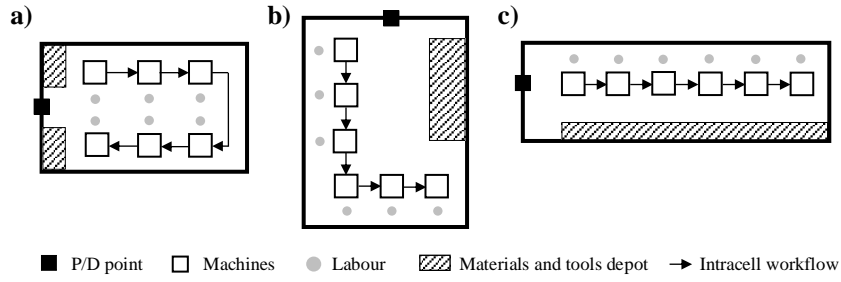 a)
b)
c)
P/D point
Machines
Labour
Materials and tools depot
Intracell workflow